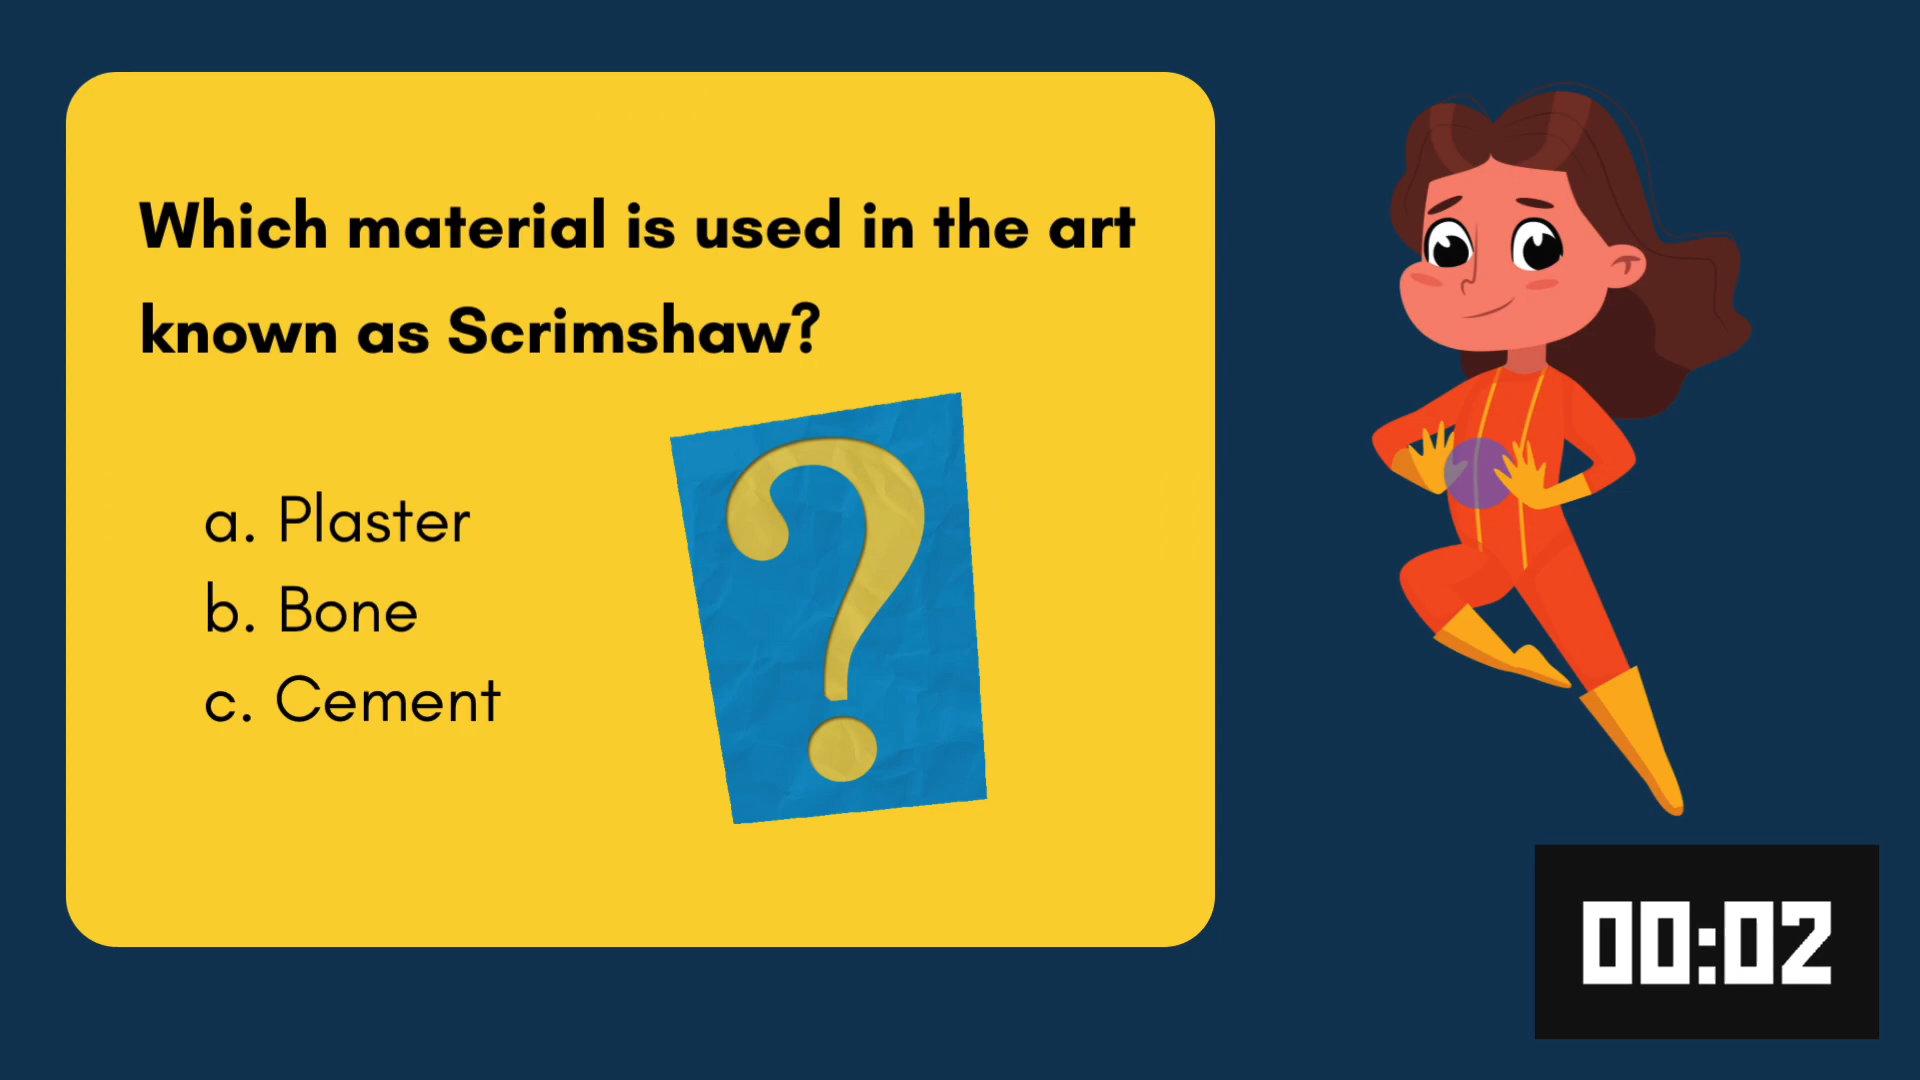 Which material is used in the art
known as Scrimshaw?
a. Plaster
b. Bone
c. Cement
?
00:02